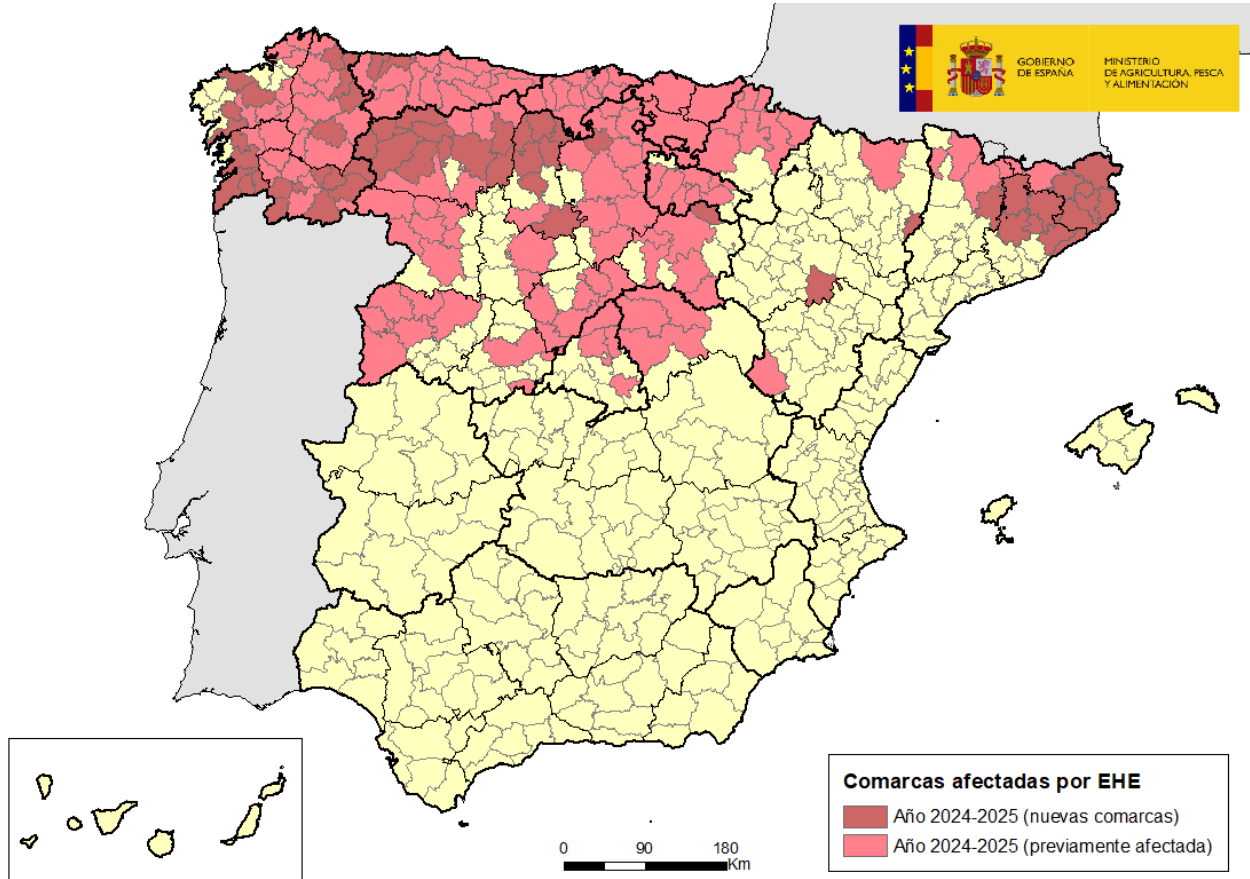 GOBIERNO
DE ESPAÑA
MINISTERIO
DE AGRICULTURA, PESCA
Y ALIMENTACIÓN
Comarcas afectadas por EHE
Año 2024-2025 (nuevas comarcas)
Año 2024-2025 (previamente afectada)
0 90 180
Km